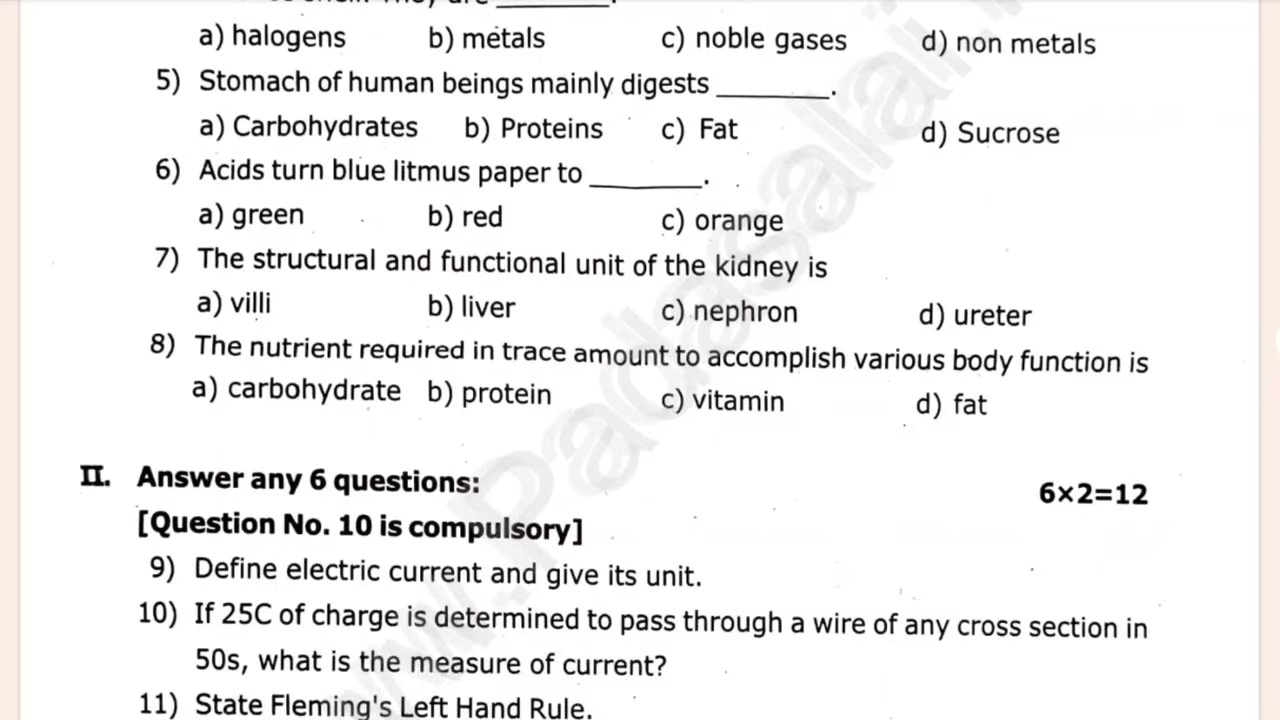 a) halogens b) metals c) noble gases d) non metals
5) Stomach of human beings mainly digests ________.
a) Carbohydrates b) Proteins c) Fat d) Sucrose
6) Acids turn blue litmus paper to ________.
a) green b) red c) orange
7) The structural and functional unit of the kidney is
a) villi b) liver c) nephron d) ureter
8) The nutrient required in trace amount to accomplish various body function is
a) carbohydrate b) protein c) vitamin d) fat
II. Answer any 6 questions: 6×2=12
[Question No. 10 is compulsory]
9) Define electric current and give its unit.
10) If 25C of charge is determined to pass through a wire of any cross section in
50s, what is the measure of current?
11) State Fleming's Left Hand Rule.